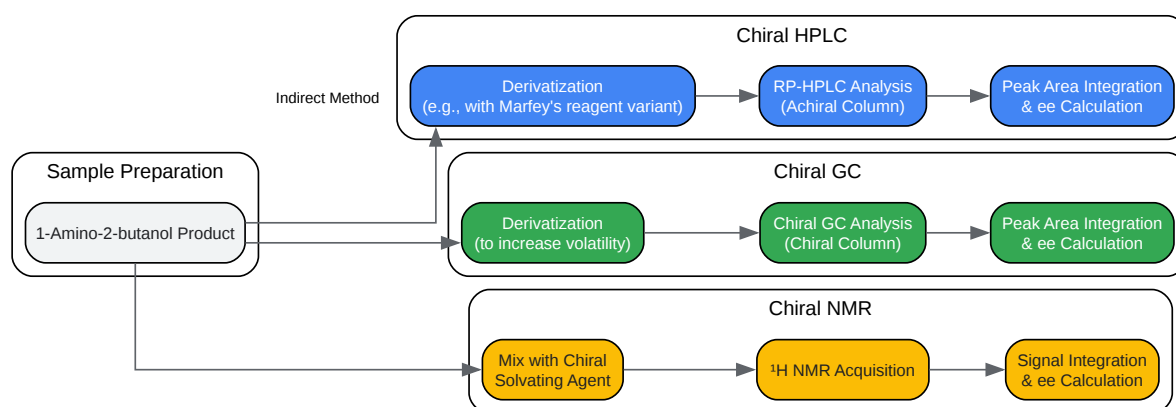 Chiral HPLC
Indirect Method
Derivatization
(e.g., with Marfey's reagent variant)
RP-HPLC Analysis
(Achiral Column)
Peak Area Integration
& ee Calculation
Sample Preparation
1-Amino-2-butanol Product
Chiral GC
Derivatization
(to increase volatility)
Chiral GC Analysis
(Chiral Column)
Peak Area Integration
& ee Calculation
Chiral NMR
Mix with Chiral
Solvating Agent
¹H NMR Acquisition
Signal Integration
& ee Calculation